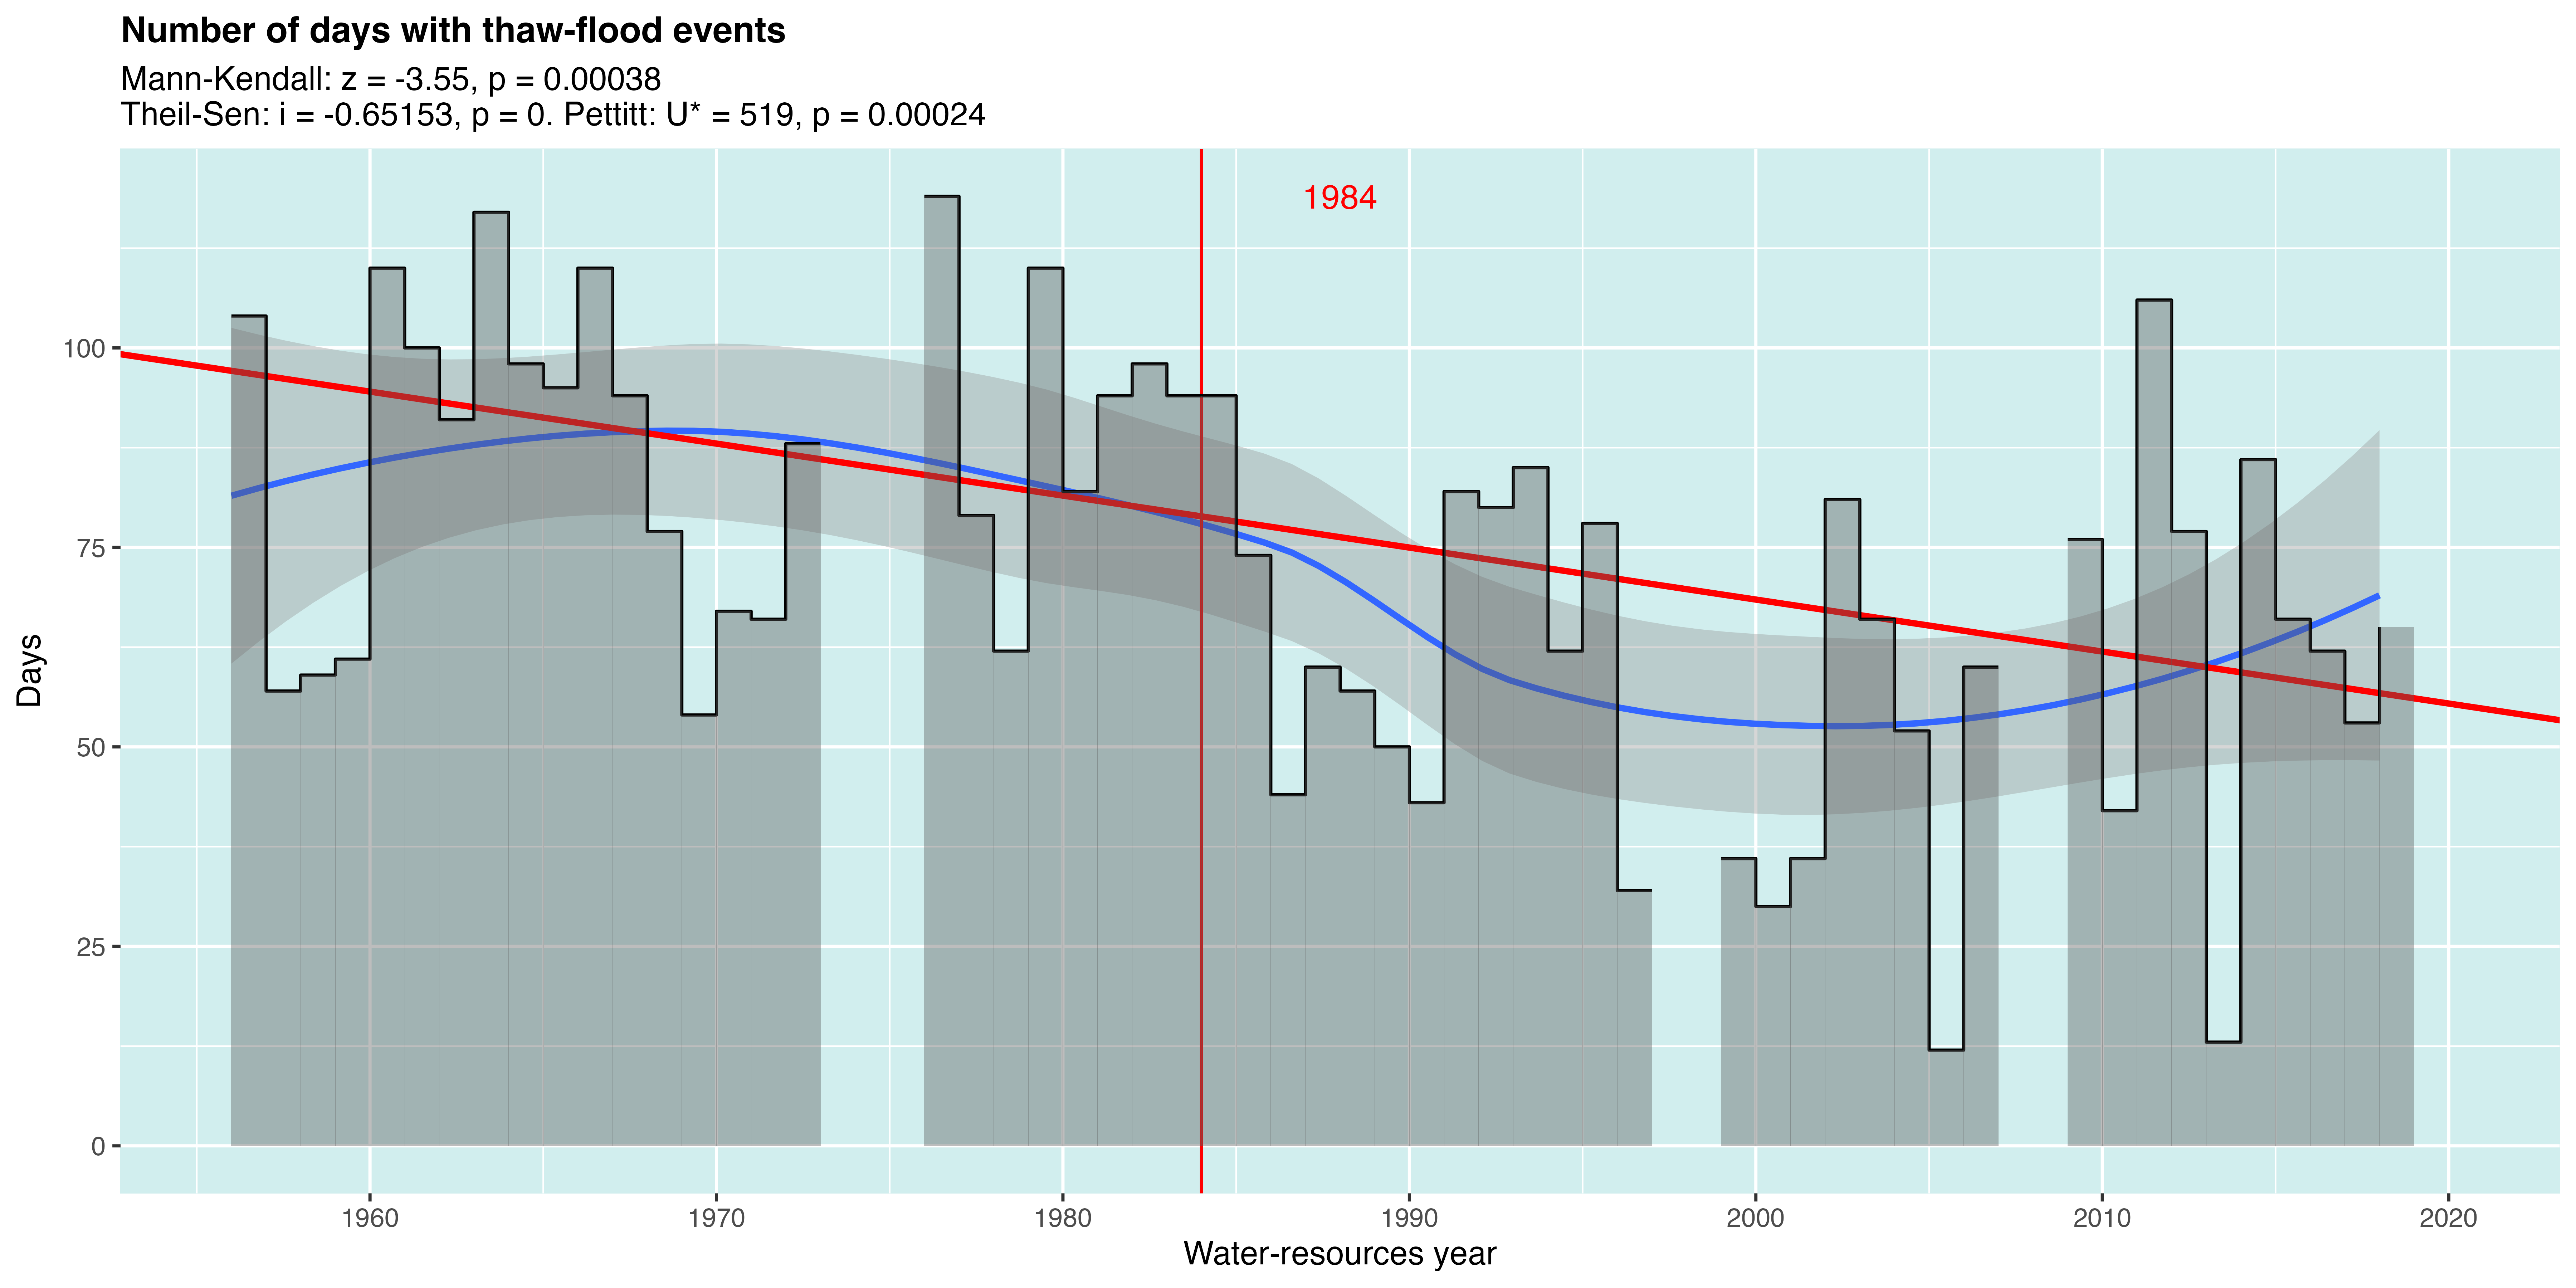 Number of days with thaw-flood events
Mann-Kendall: z = -3.55, p = 0.00038
Theil-Sen: i = -0.65153, p = 0. Pettitt: U* = 519, p = 0.00024
1984
100
75
50
25
0
Days
1960 1970 1980 1990 2000 2010 2020
Water-resources year